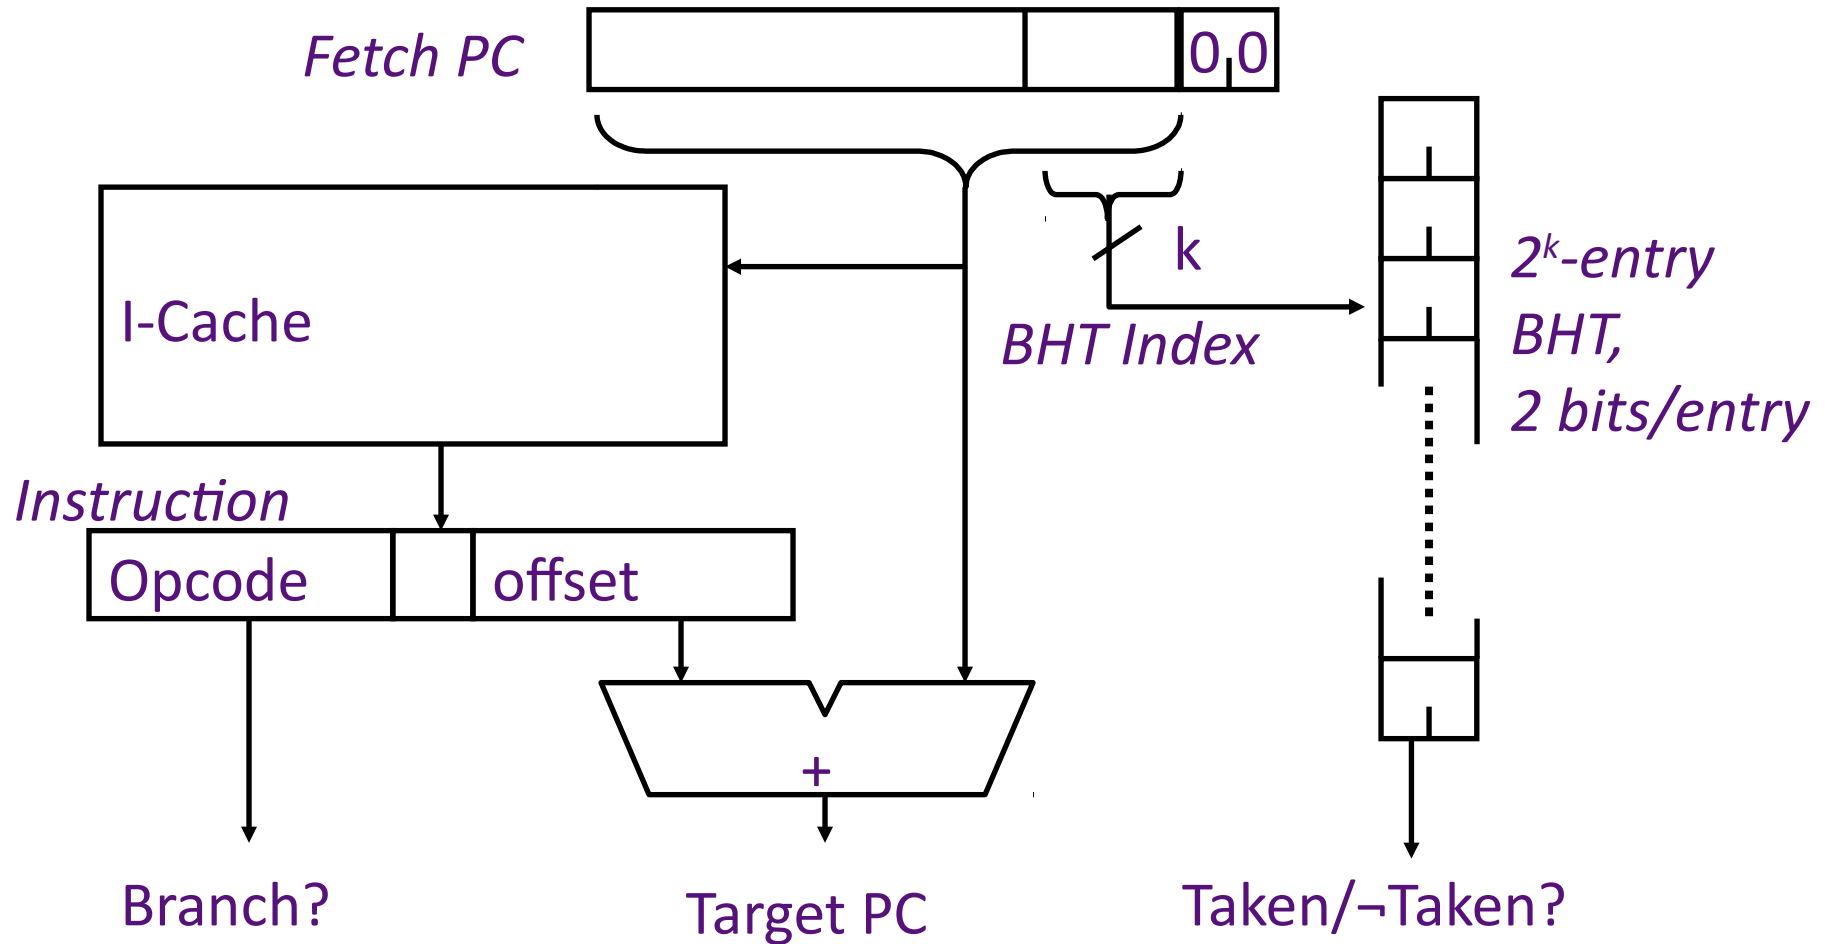 Fetch PC
0 0
k
I-Cache
BHT Index
2^k-entry
BHT,
2 bits/entry
Instruction
Opcode
offset
+
Branch?
Target PC
Taken/¬Taken?